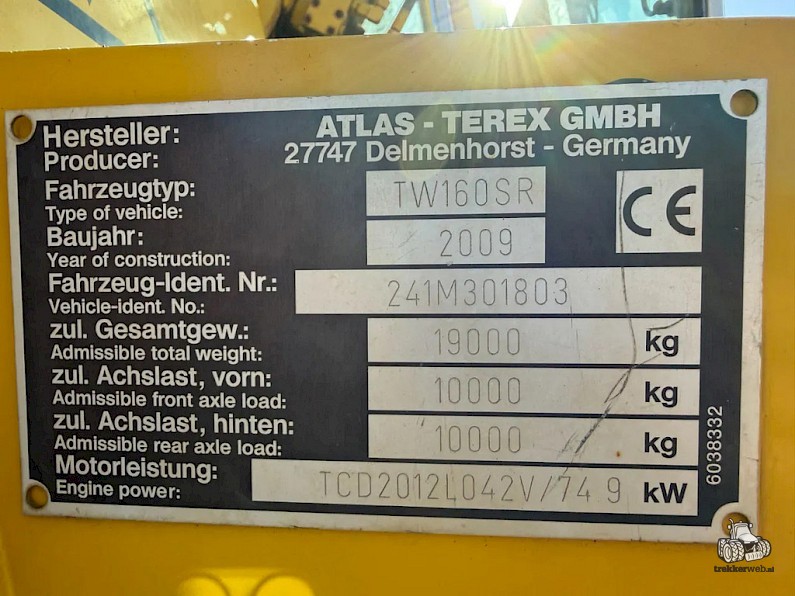 Hersteller: ATLAS - TEREX GMBH
Producer: 27747 Delmenhorst - Germany
Fahrzeugtyp: TW160SR
Type of vehicle:
CE
Baujahr: 2009
Year of construction:
Fahrzeug-Ident. Nr.: 241M301803
Vehicle-ident. No.:
zul. Gesamtgew.: 19000 kg
Admissible total weight:
zul. Achslast, vorn: 10000 kg
Admissible front axle load:
zul. Achslast, hinten: 10000 kg
Admissible rear axle load:
Motorleistung: TCD2012L042V/74 9 kW
Engine power:
6038332
trekkerweb.nl